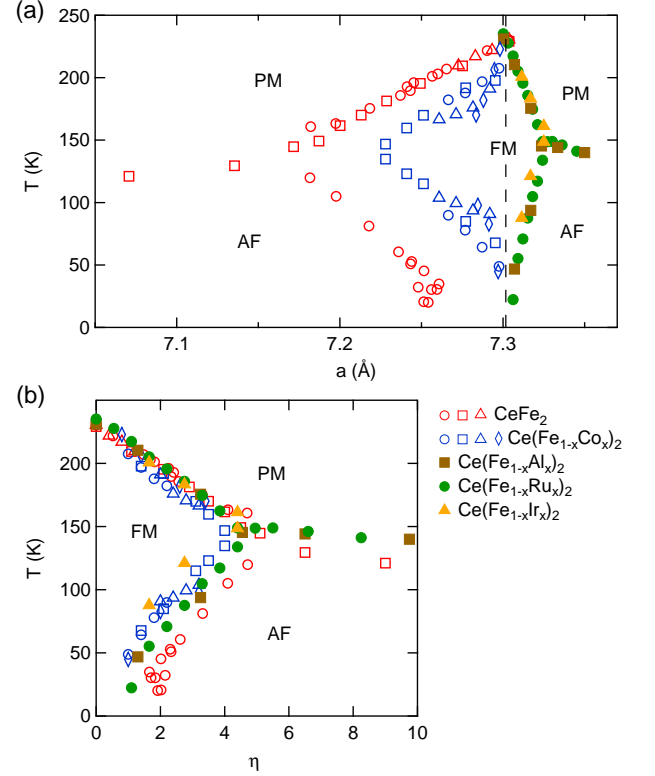 (a)
250
200
150
100
50
0
T (K)
PM
PM
FM
AF
AF
7.1
7.2
7.3
a (Å)
(b)
250
200
150
100
50
0
T (K)
PM
FM
AF
0
2
4
6
8
10
η
CeFe2
Ce(Fe1-xCox)2
Ce(Fe1-xAlx)2
Ce(Fe1-xRux)2
Ce(Fe1-xIrx)2